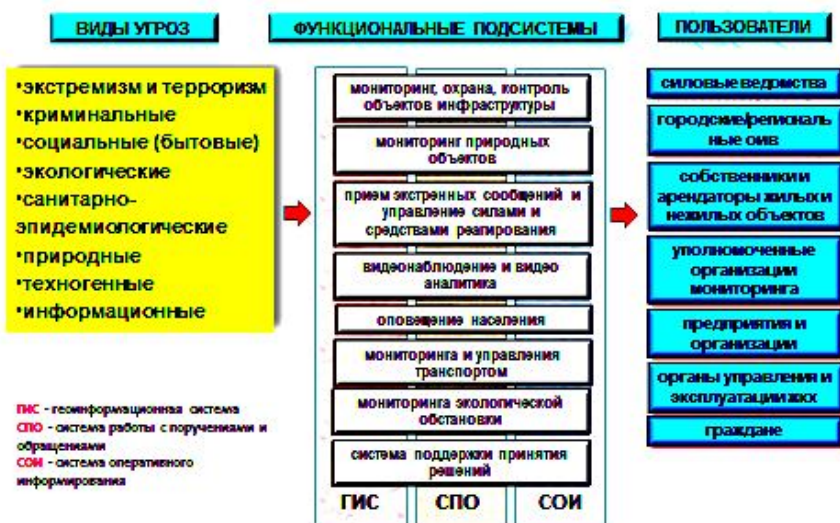 ВИДЫ УГРОЗ
ФУНКЦИОНАЛЬНЫЕ ПОДСИСТЕМЫ
ПОЛЬЗОВАТЕЛИ
•экстремизм и терроризм
•криминальные
•социальные (бытовые)
•экологические
•санитарно-
эпидемиологические
•природные
•техногенные
•информационные
мониторинг, охрана, контроль
объектов инфраструктуры
мониторинг природных
объектов
прием экстренных сообщений и
управление силами и
средствами реагирования
видеонаблюдение и видео
аналитика
оповещение населения
мониторинга и управления
транспортом
мониторинга экологической
обстановки
система поддержки принятия
решений
ГИС
СПО
СОИ
силовые ведомства
городские/региональ
ные оив
собственники и
арендаторы жилых и
нежилых объектов
уполномоченные
организации
мониторинга
предприятия и
организации
органы управления и
эксплуатации жкх
граждане
ГИС - геоинформационная система
СПО - система работы с поручениями и
обращениями
СОИ - система оперативного
информирования